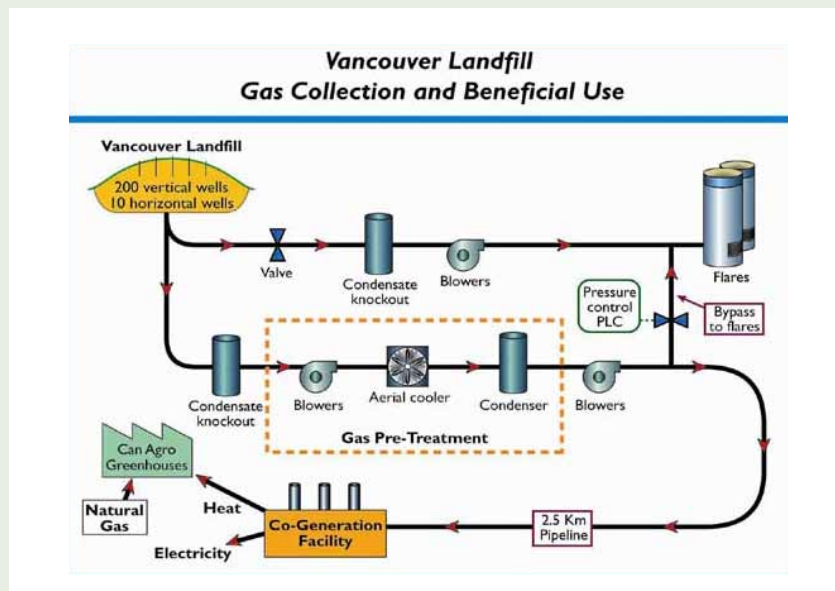 Vancouver Landfill
Gas Collection and Beneficial Use
Vancouver Landfill
200 vertical wells
10 horizontal wells
Valve
Condensate
knockout
Blowers
Flares
Pressure
control
PLC
Bypass
to flares
Condensate
knockout
Blowers
Aerial cooler
Condenser
Blowers
Gas Pre-Treatment
Can Agro
Greenhouses
Natural
Gas
Heat
Electricity
Co-Generation
Facility
2.5 Km
Pipeline